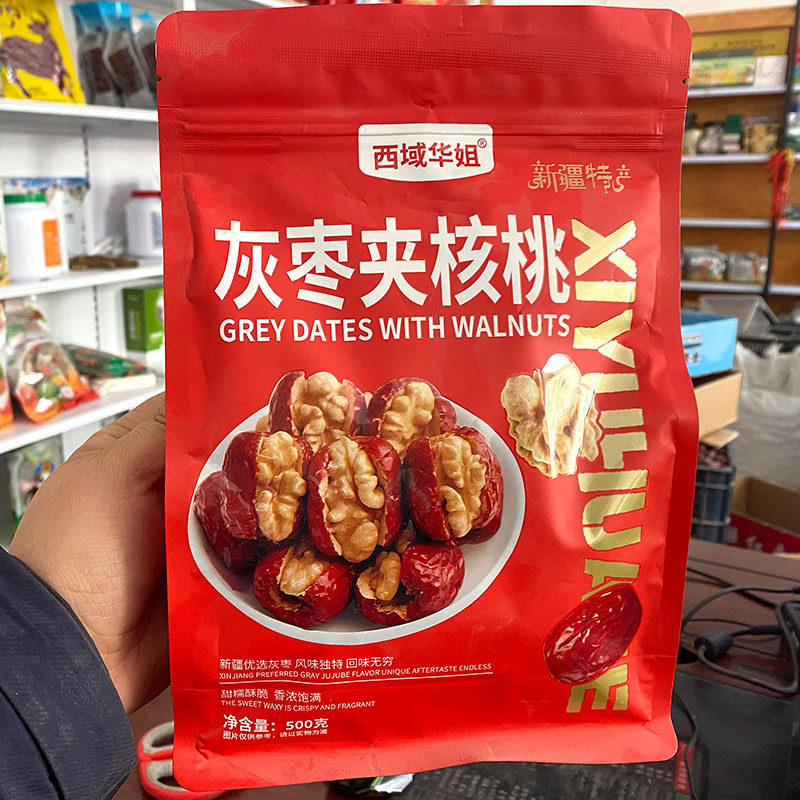 西域华姐®
新疆特产
灰枣夹核桃
GREY DATES WITH WALNUTS
新疆优选灰枣 风味独特 回味无穷
XINJIANG PREFERRED GRAY JUJUBE FLAVOR UNIQUE AFTERTASTE ENDLESS
甜糯酥脆 香浓饱满
THE SWEET WAXY IS CRISPY AND FRAGRANT
净含量：500克
图片仅供参考，请以实物为准